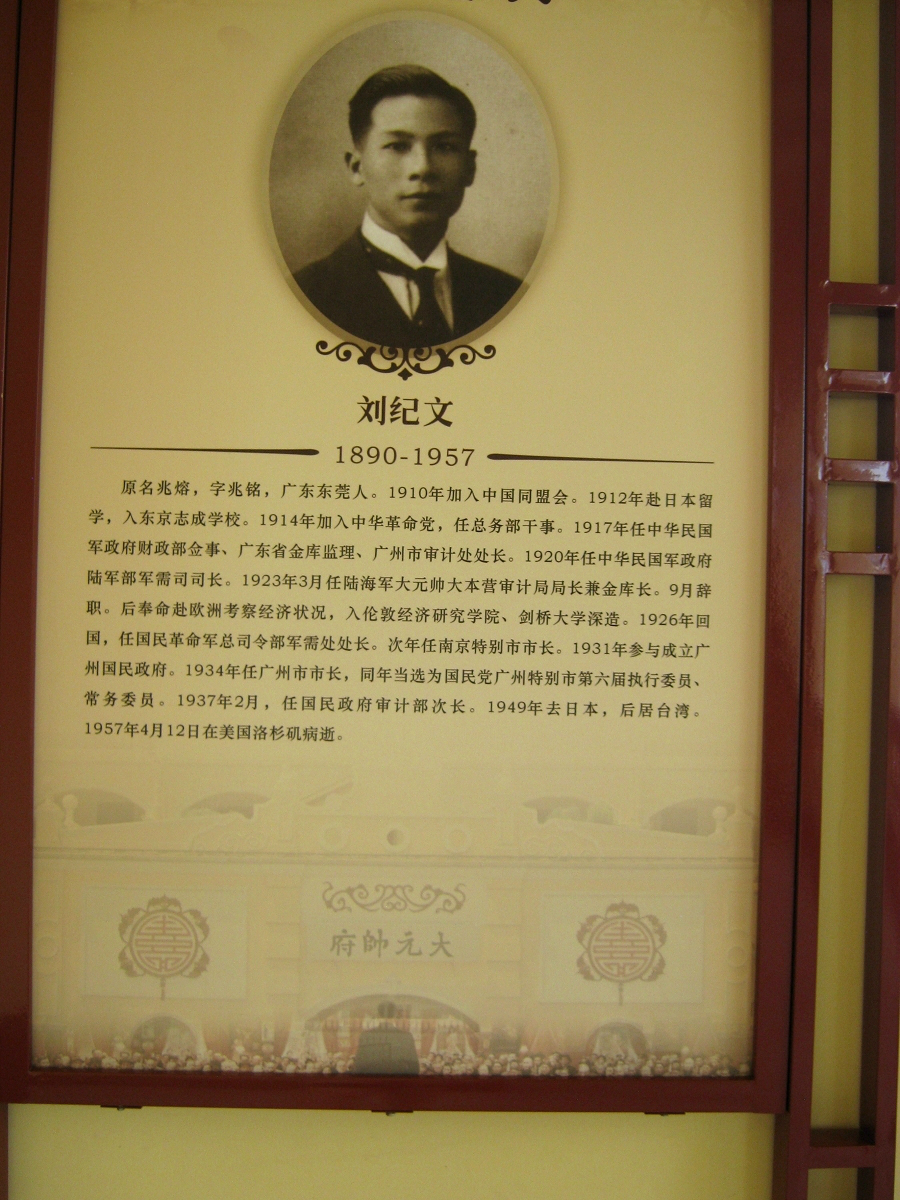 刘纪文
1890-1957
原名兆熔，字兆铭，广东东莞人。1910年加入中国同盟会。1912年赴日本留
学，入东京志成学校。1914年加入中华革命党，任总务部干事。1917年任中华民国
军政府财政部佥事、广东省金库监理、广州市审计处处长。1920年任中华民国军政府
陆军部军需司司长。1923年3月任陆海军大元帅大本营审计局局长兼金库长。9月辞
职。后奉命赴欧洲考察经济状况，入伦敦经济研究学院、剑桥大学深造。1926年回
国，任国民革命军总司令部军需处处长。次年任南京特别市市长。1931年参与成立广
州国民政府。1934年任广州市市长，同年当选为国民党广州特别市第六届执行委员、
常务委员。1937年2月，任国民政府审计部次长。1949年去日本，后居台湾。
1957年4月12日在美国洛杉矶病逝。
府帥元大